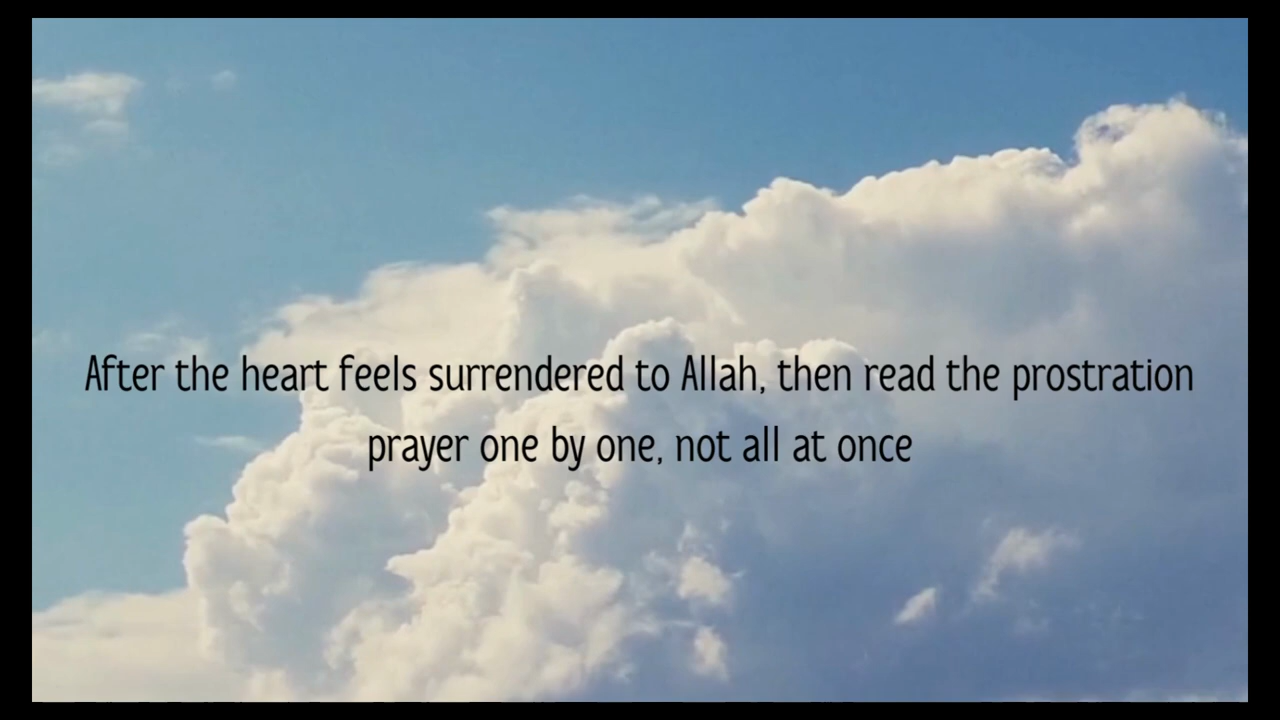 After the heart feels surrendered to Allah, then read the prostration
prayer one by one, not all at once